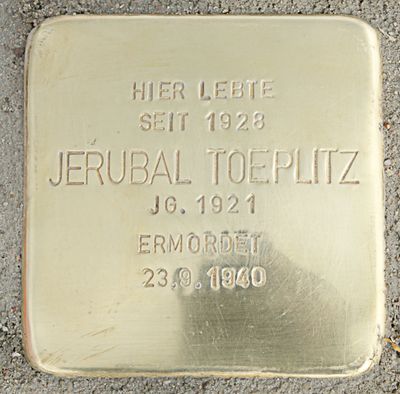 HIER LEBTE
SEIT 1928
JERUBAL TOEPLITZ
JG. 1921
ERMORDET
23.9.1940